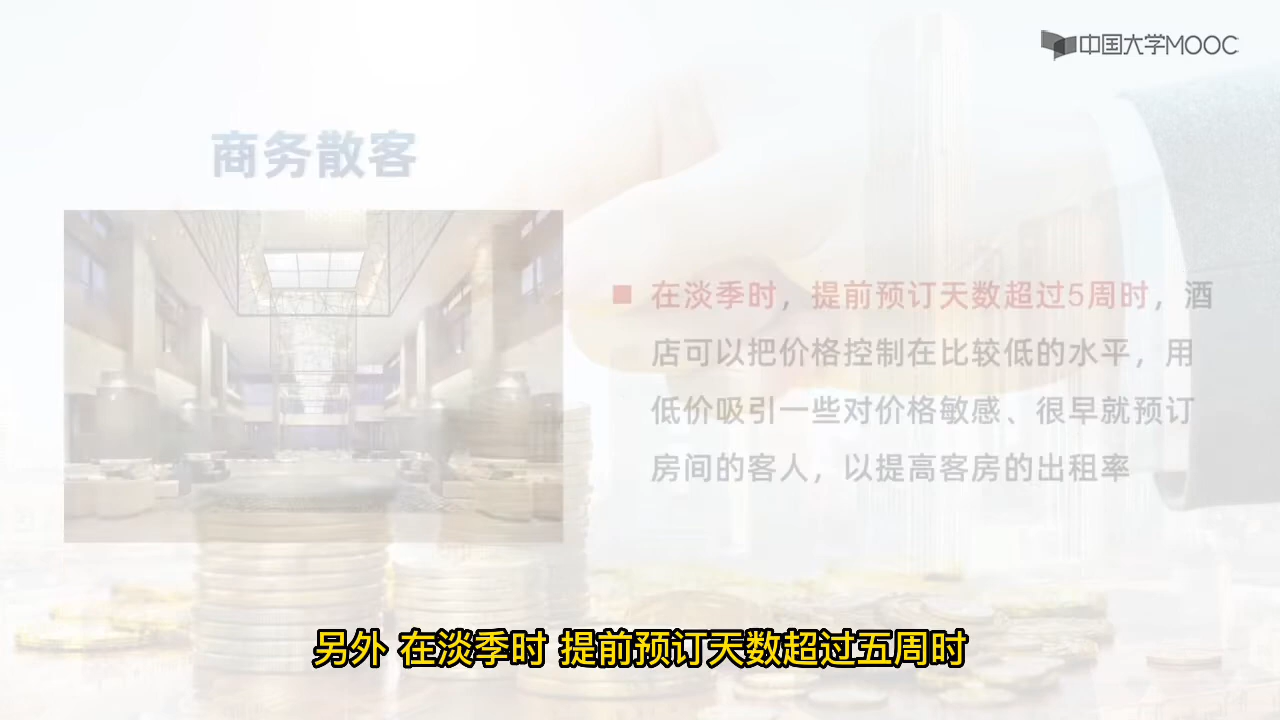 中国大学MOOC
商务散客
■ 在淡季时，提前预订天数超过5周时，酒
店可以把价格控制在比较低的水平，用
低价吸引一些对价格敏感、很早就预订
房间的客人，以提高客房的出租率
另外 在淡季时 提前预订天数超过五周时